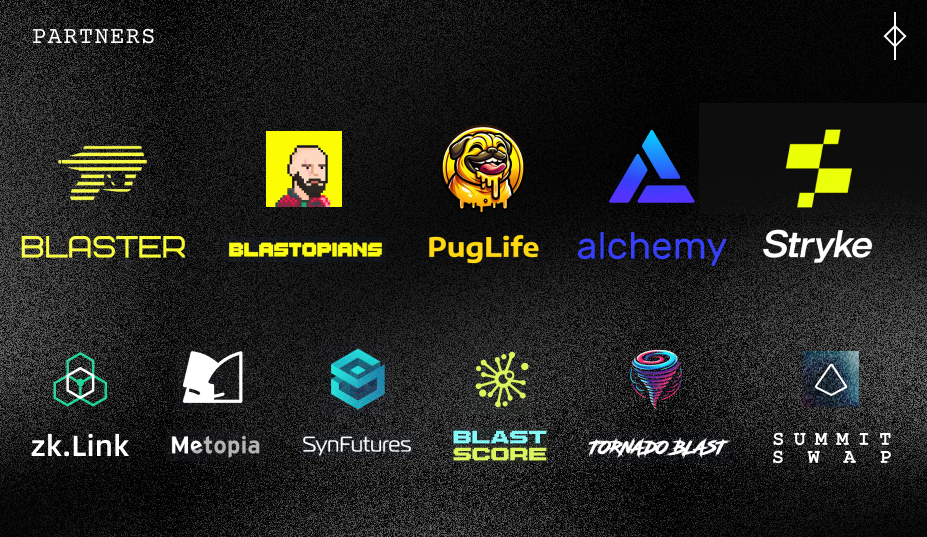 PARTNERS
BLASTER
BLASTOPIANS
PugLife
alchemy
Stryke
zk.Link
Metopia
SynFutures
BLAST
SCORE
TORNADO BLAST
SUMMIT
SWAP